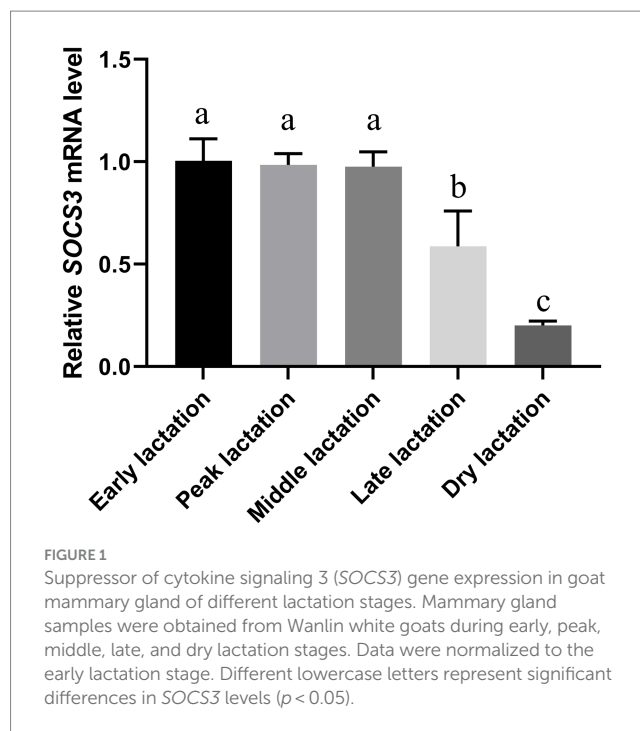 Relative SOCS3 mRNA level
1.5
1.0
0.5
0.0
a
a
a
b
c
Early lactation
Peak lactation
Middle lactation
Late lactation
Dry lactation
FIGURE 1
Suppressor of cytokine signaling 3 (SOCS3) gene expression in goat
mammary gland of different lactation stages. Mammary gland
samples were obtained from Wanlin white goats during early, peak,
middle, late, and dry lactation stages. Data were normalized to the
early lactation stage. Different lowercase letters represent significant
differences in SOCS3 levels (p < 0.05).